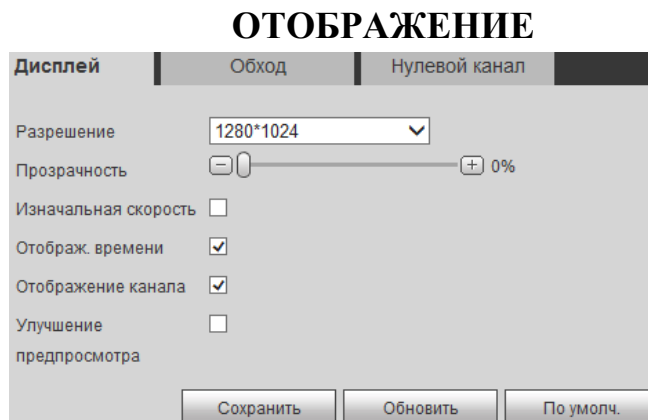 ОТОБРАЖЕНИЕ
Дисплей Обход Нулевой канал
Разрешение 1280*1024
Прозрачность 0%
Изначальная скорость
Отображ. времени
Отображение канала
Улучшение
предпросмотра
Сохранить Обновить По умолч.